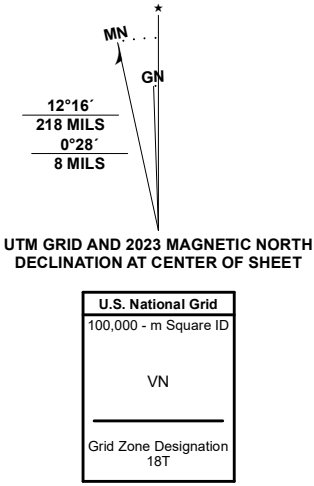 ★
MN
GN
12°16´
218 MILS
0°28´
8 MILS
UTM GRID AND 2023 MAGNETIC NORTH
DECLINATION AT CENTER OF SHEET
U.S. National Grid
100,000 - m Square ID
VN
Grid Zone Designation
18T